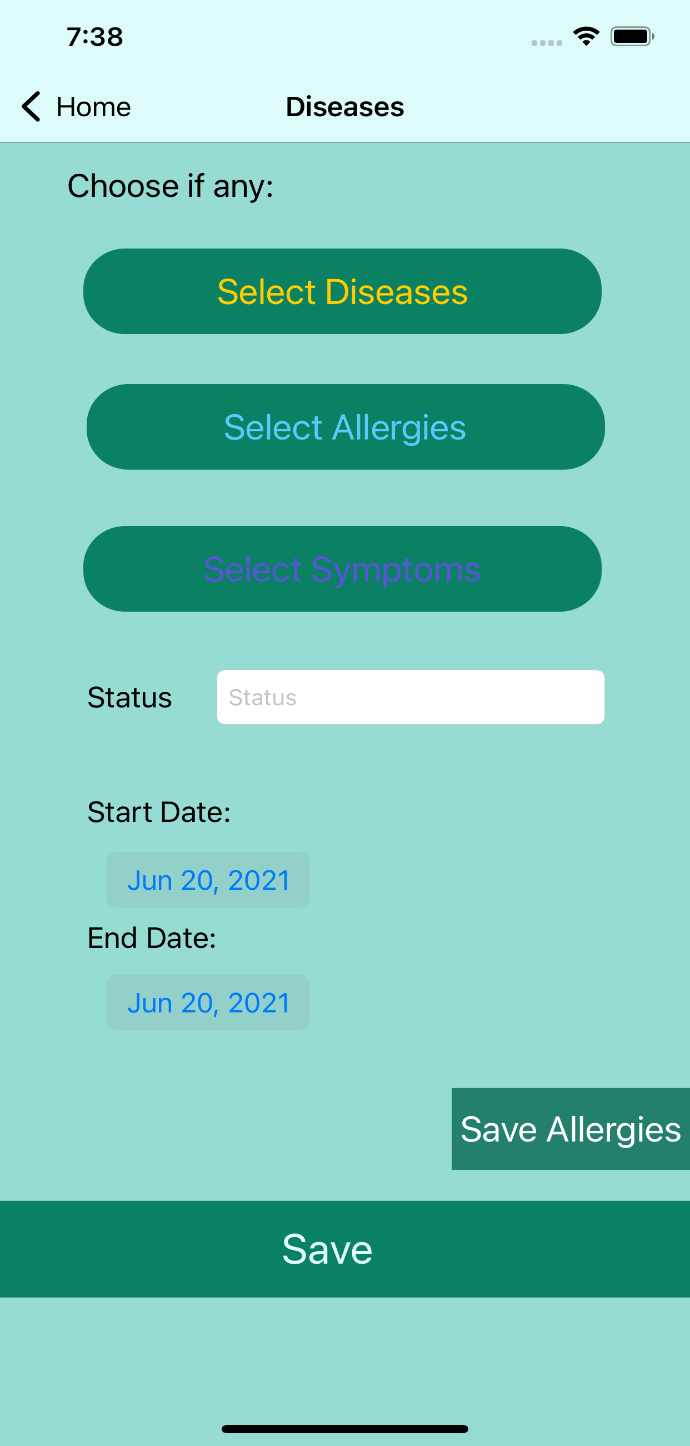 7:38
Home
Diseases
Choose if any:
Select Diseases
Select Allergies
Select Symptoms
Status
Status
Start Date:
Jun 20, 2021
End Date:
Jun 20, 2021
Save Allergies
Save